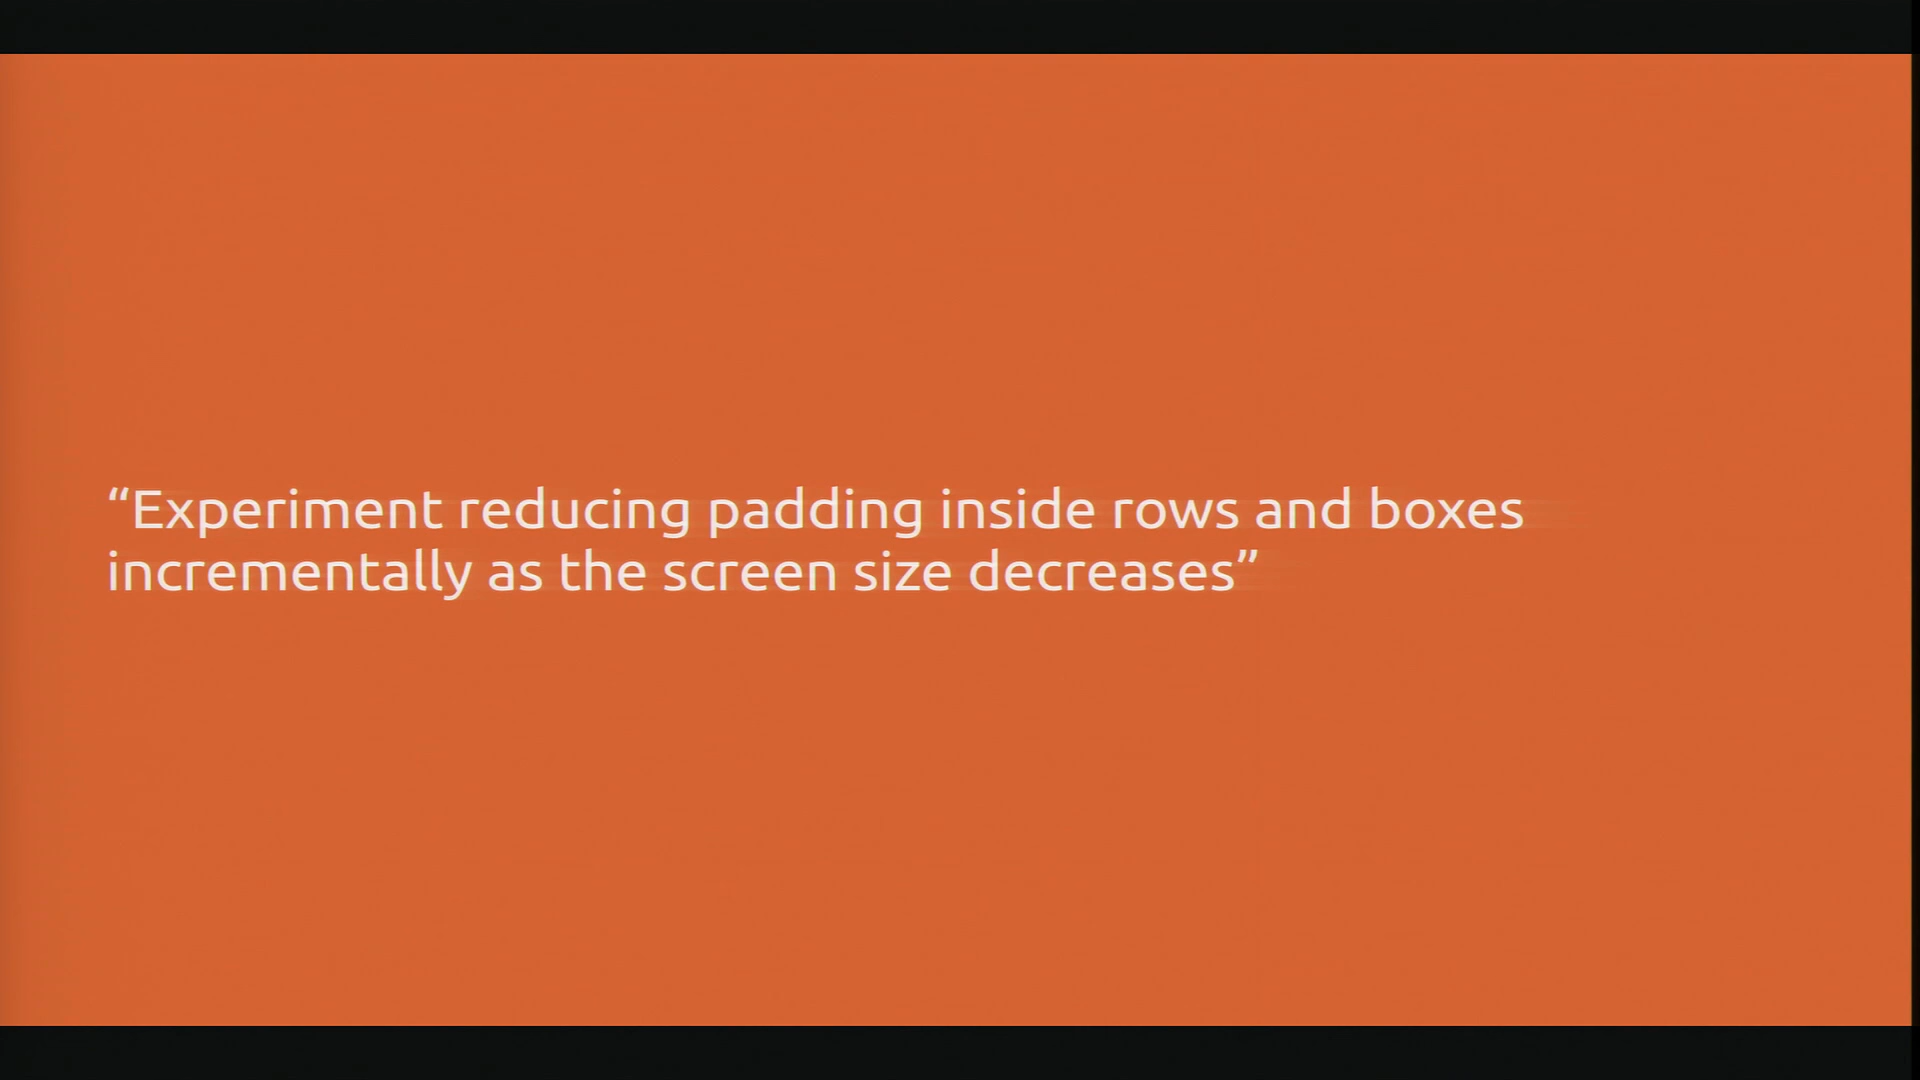 “Experiment reducing padding inside rows and boxes
incrementally as the screen size decreases”